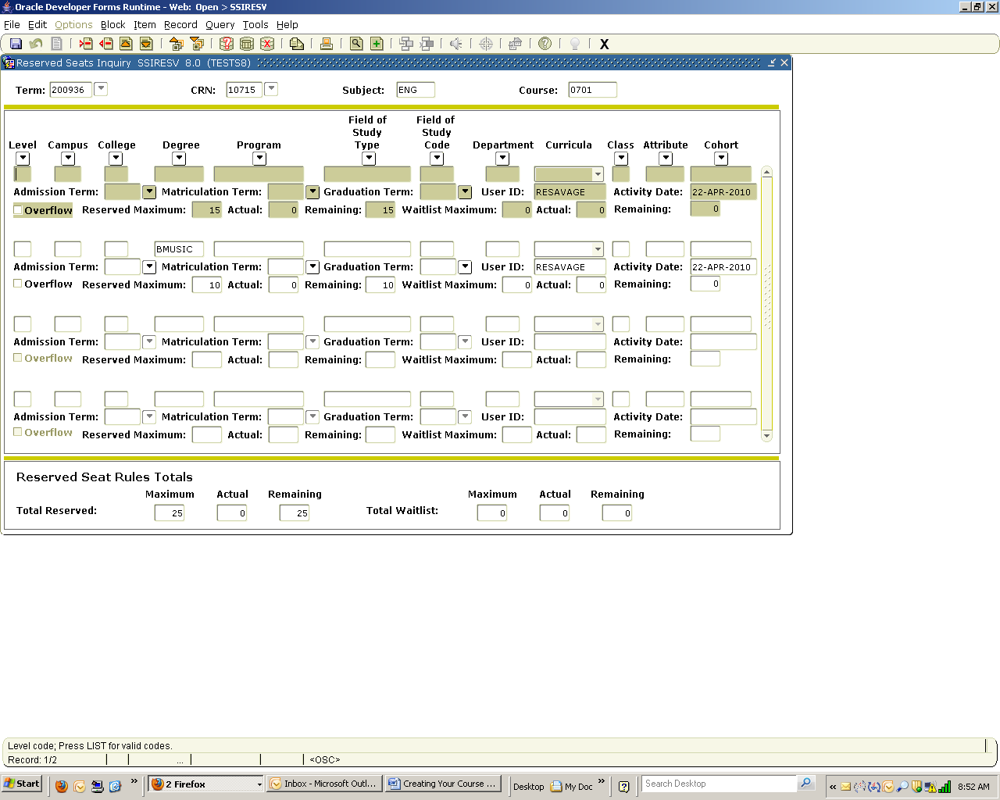 Oracle Developer Forms Runtime - Web: Open > SSIRESV
File Edit Options Block Item Record Query Tools Help
X
Reserved Seats Inquiry SSIRESV 8.0 (TESTS8)
Term: 200936 CRN: 10715 Subject: ENG Course: 0701
Level Campus College Degree Program Field of Study Type Field of Study Code Department Curricula Class Attribute Cohort
Admission Term: Matriculation Term: Graduation Term: User ID: RESAVAGE Activity Date: 22-APR-2010
Overflow Reserved Maximum: 15 Actual: 0 Remaining: 15 Waitlist Maximum: 0 Actual: 0 Remaining: 0
BMUSIC
Admission Term: Matriculation Term: Graduation Term: User ID: RESAVAGE Activity Date: 22-APR-2010
Overflow Reserved Maximum: 10 Actual: 0 Remaining: 10 Waitlist Maximum: 0 Actual: 0 Remaining: 0
Admission Term: Matriculation Term: Graduation Term: User ID: Activity Date:
Overflow Reserved Maximum: Actual: Remaining: Waitlist Maximum: Actual: Remaining:
Admission Term: Matriculation Term: Graduation Term: User ID: Activity Date:
Overflow Reserved Maximum: Actual: Remaining: Waitlist Maximum: Actual: Remaining:
Reserved Seat Rules Totals
Maximum Actual Remaining Maximum Actual Remaining
Total Reserved: 25 0 25 Total Waitlist: 0 0 0
Level code; Press LIST for valid codes.
Record: 1/2 ... <OSC>
Start » 2 Firefox Inbox - Microsoft Outl... Creating Your Course ... Desktop My Doc » Search Desktop « 8:52 AM